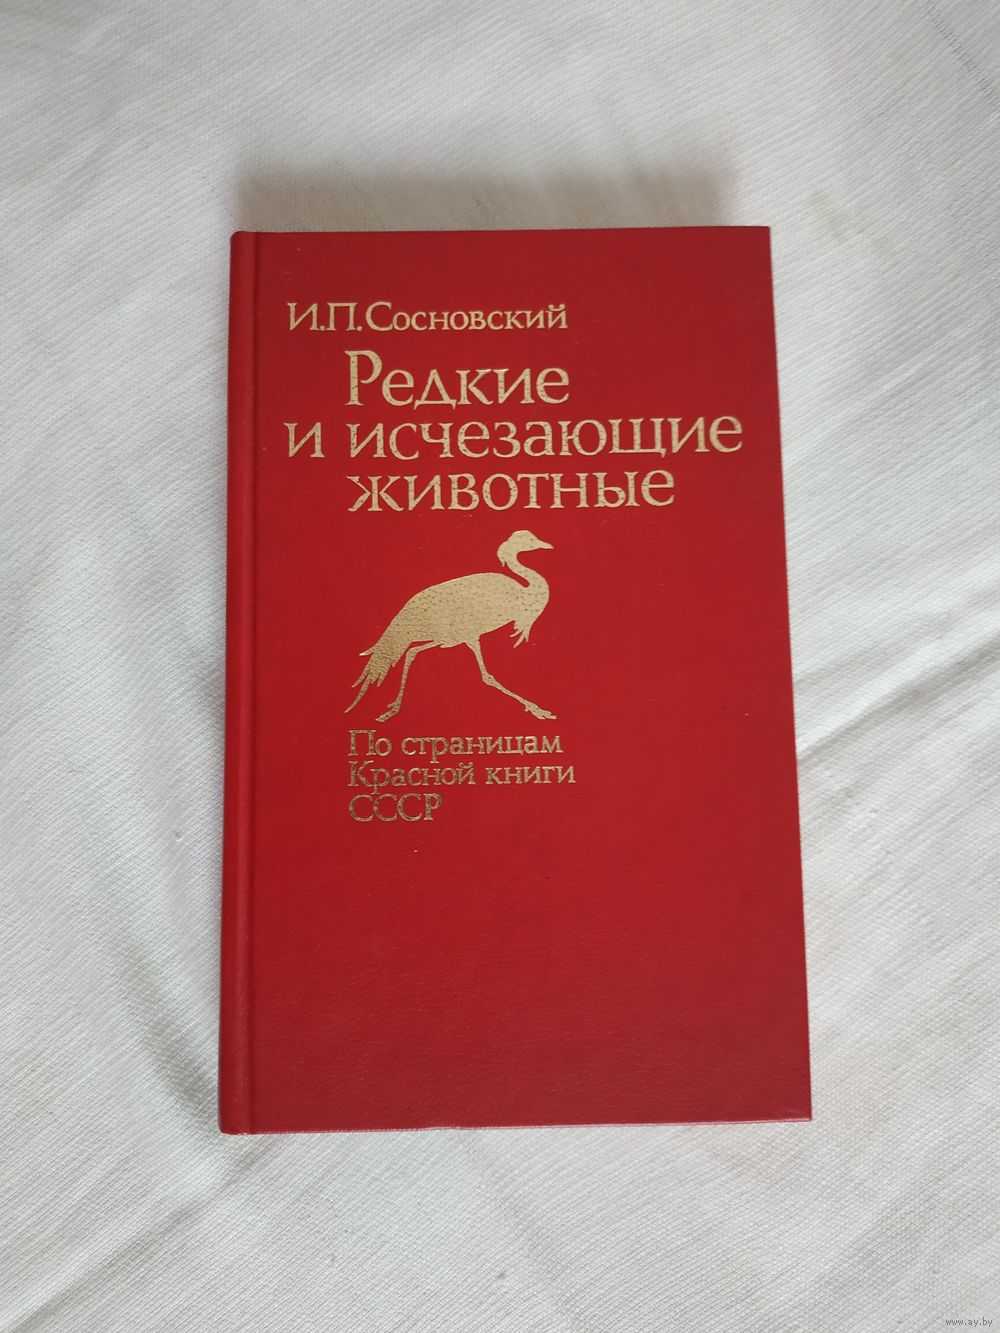 И.П.Сосновский
Редкие
и исчезающие
животные
По страницам
Красной книги
СССР
www.ay.by